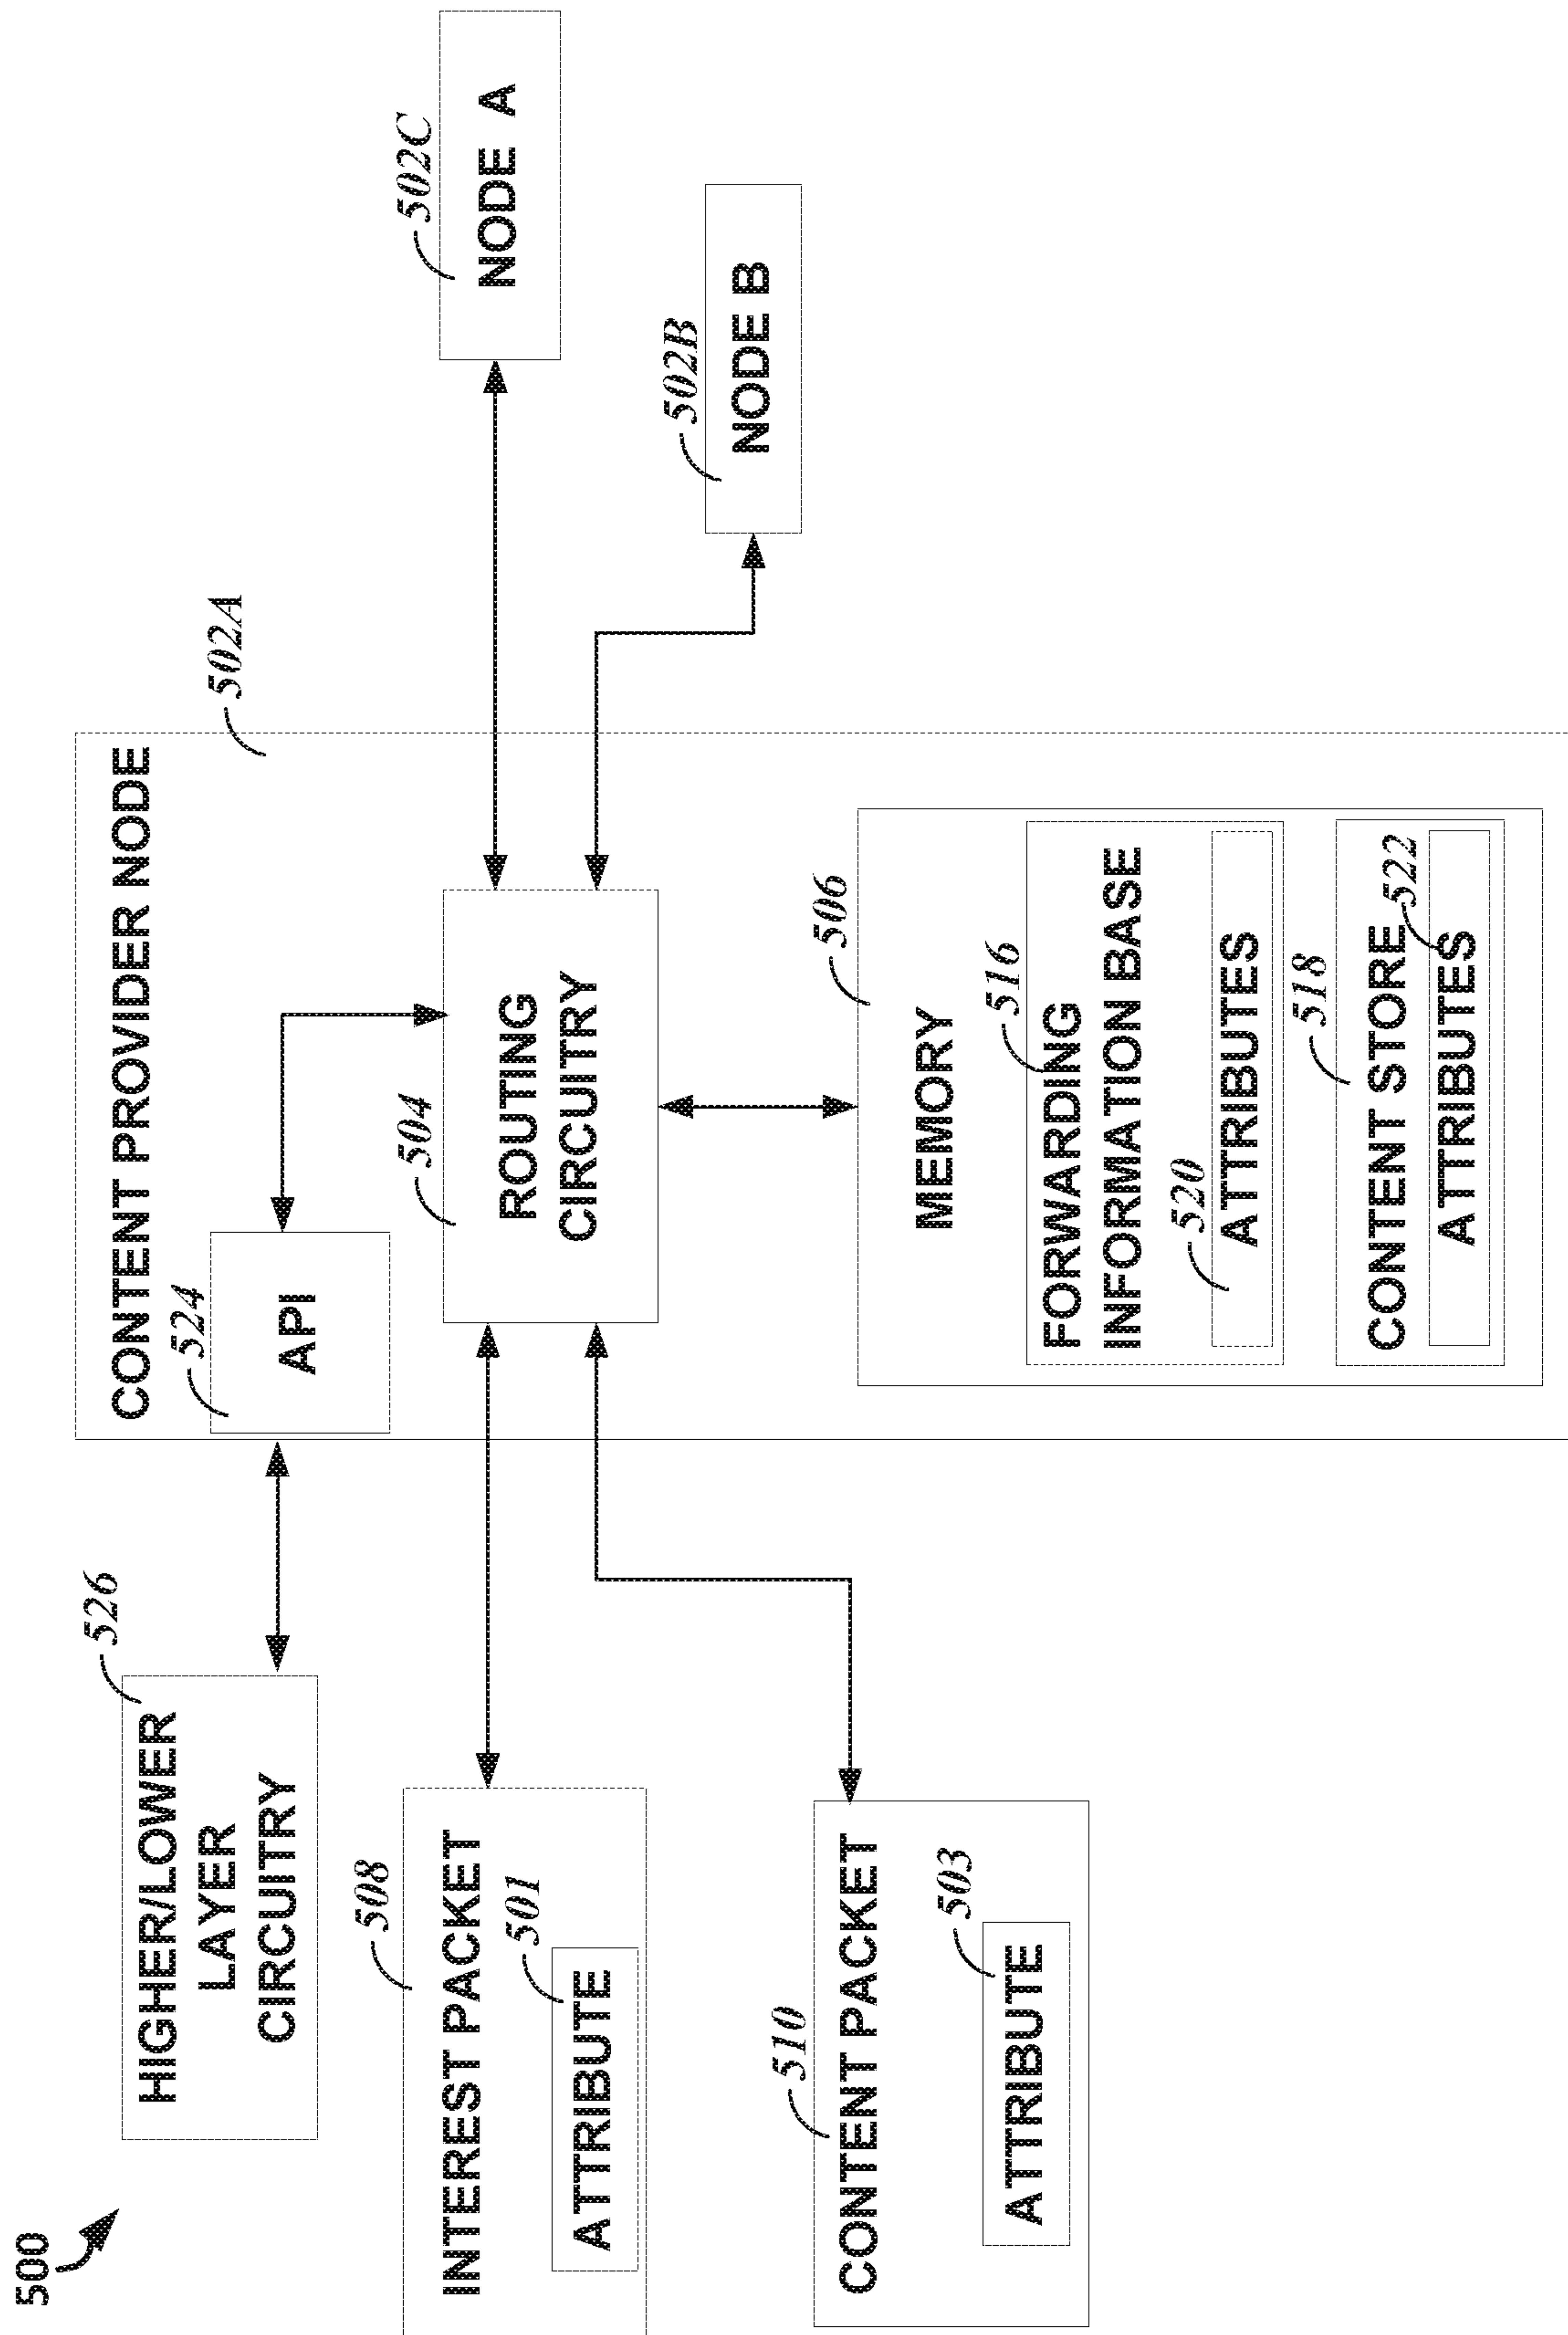 500
HIGHER/LOWER
LAYER
CIRCUITRY
526
INTEREST PACKET
508
ATTRIBUTE
501
CONTENT PACKET
510
ATTRIBUTE
503
CONTENT PROVIDER NODE
502A
API
524
ROUTING
CIRCUITRY
504
MEMORY
506
FORWARDING
INFORMATION BASE
516
ATTRIBUTES
520
CONTENT STORE
518
ATTRIBUTES
522
NODE A
502C
NODE B
502B